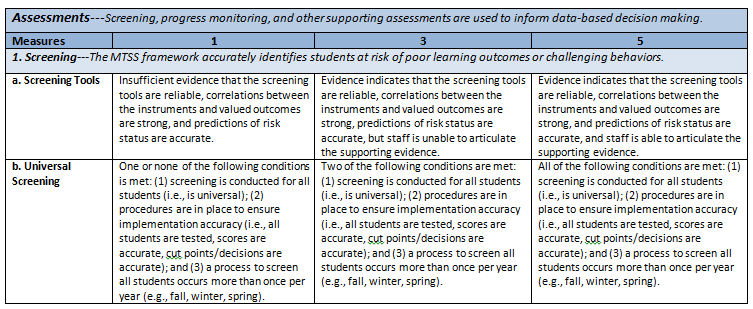 Assessments---Screening, progress monitoring, and other supporting assessments are used to inform data-based decision making.
Measures 1 3 5
1. Screening---The MTSS framework accurately identifies students at risk of poor learning outcomes or challenging behaviors.
a. Screening Tools
Insufficient evidence that the screening
tools are reliable, correlations between
the instruments and valued outcomes
are strong, and predictions of risk
status are accurate.
Evidence indicates that the screening tools
are reliable, correlations between the
instruments and valued outcomes are
strong, predictions of risk status are
accurate, but staff is unable to articulate
the supporting evidence.
Evidence indicates that the screening tools
are reliable, correlations between the
instruments and valued outcomes are
strong, and predictions of risk status are
accurate, and staff is able to articulate the
supporting evidence.
b. Universal
Screening
One or none of the following conditions
is met: (1) screening is conducted for all
students (i.e., is universal); (2)
procedures are in place to ensure
implementation accuracy (i.e., all
students are tested, scores are
accurate, cut points/decisions are
accurate); and (3) a process to screen
all students occurs more than once per
year (e.g., fall, winter, spring).
Two of the following conditions are met:
(1) screening is conducted for all students
(i.e., is universal); (2) procedures are in
place to ensure implementation accuracy
(i.e., all students are tested, scores are
accurate, cut points/decisions are
accurate); and (3) a process to screen all
students occurs more than once per year
(e.g., fall, winter, spring).
All of the following conditions are met: (1)
screening is conducted for all students
(i.e., is universal); (2) procedures are in
place to ensure implementation accuracy
(i.e., all students are tested, scores are
accurate, cut points/decisions are
accurate); and (3) a process to screen all
students occurs more than once per year
(e.g., fall, winter, spring).